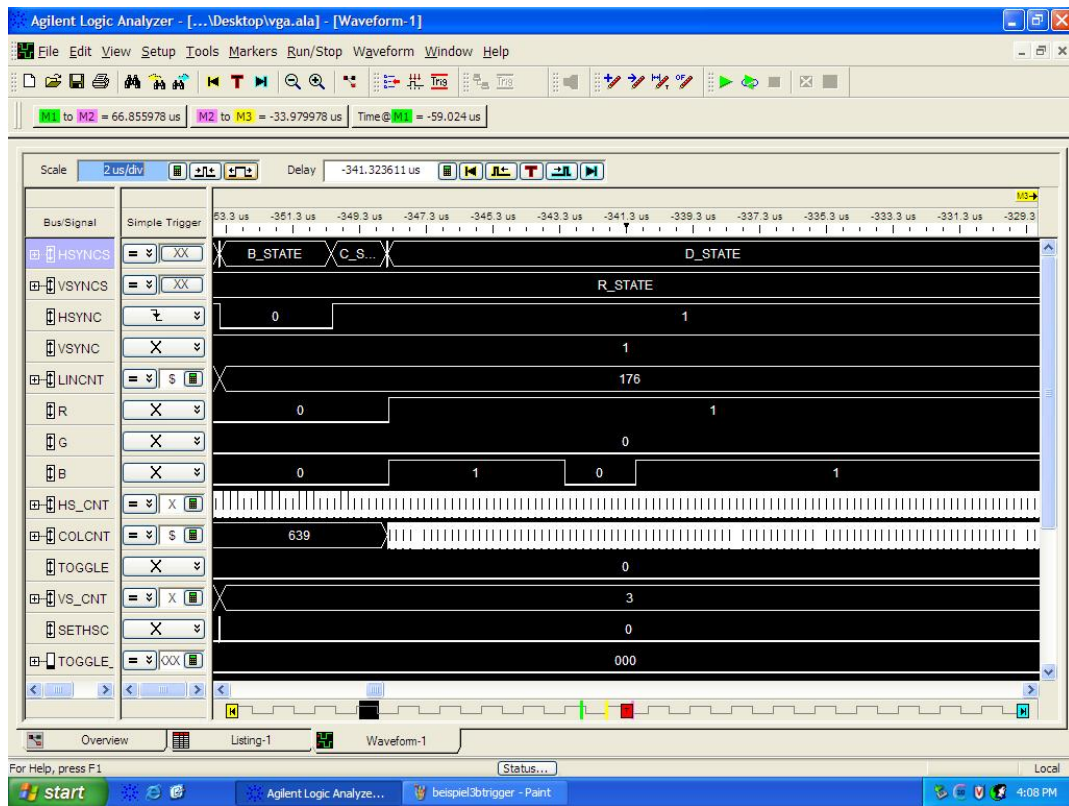 Agilent Logic Analyzer - [...\Desktop\vga.ala] - [Waveform-1]
File Edit View Setup Tools Markers Run/Stop Waveform Window Help
M1 to M2 = 66.855978 us M2 to M3 = -33.979978 us Time@M1 = -59.024 us
Scale 2 us/div Delay -341.323611 us
M3
Bus/Signal Simple Trigger 53.3 us -351.3 us -349.3 us -347.3 us -345.3 us -343.3 us -341.3 us -339.3 us -337.3 us -335.3 us -333.3 us -331.3 us -329.3
HSYNCS = XX B_STATE C_S... D_STATE
VSYNCS = XX R_STATE
HSYNC 0 1
VSYNC X 1
LINCNT = $ 176
R X 0 1
G X 0
B X 0 1 0 1
HS_CNT = X
COLCNT = $ 639
TOGGLE X 0
VS_CNT = X 3
SETHSC X 0
TOGGLE_ = XXX 000
Overview Listing-1 Waveform-1
For Help, press F1 Status... Local
start Agilent Logic Analyze... beispiel3btrigger - Paint 4:08 PM